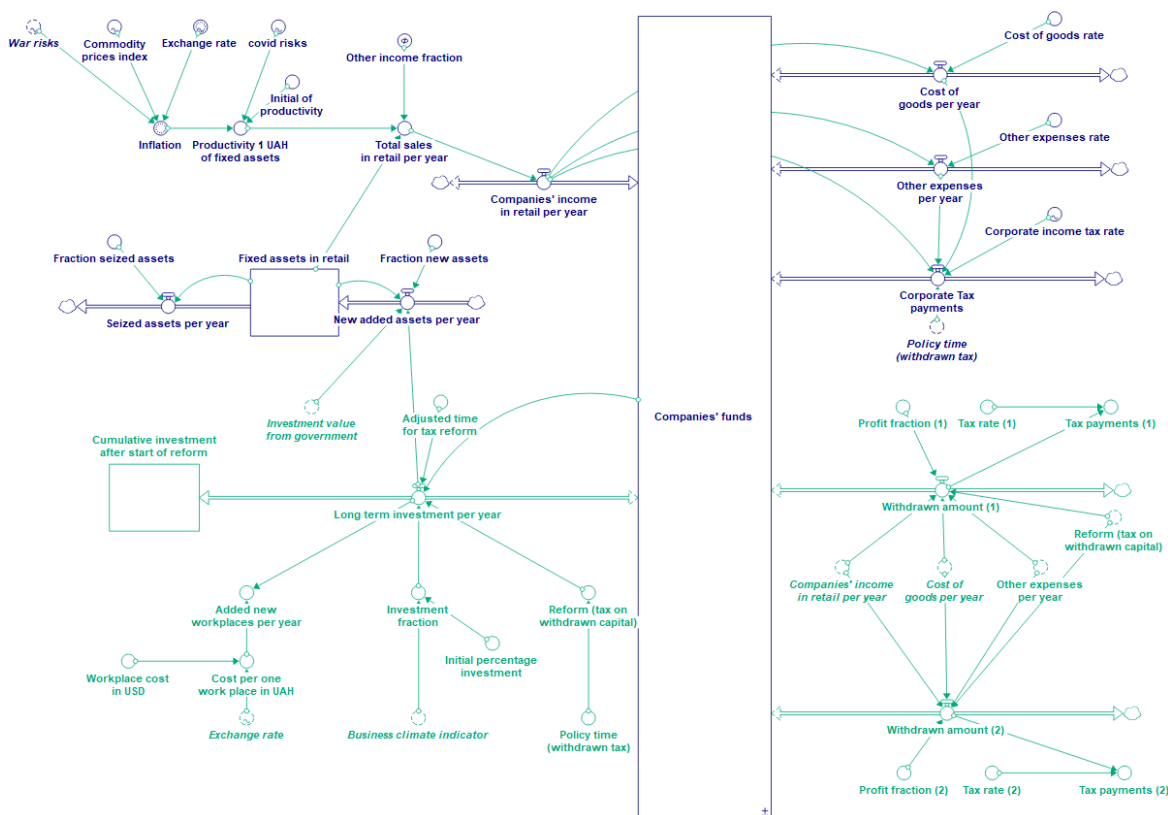 War risks
Commodity
prices index
Exchange rate
covid risks
Other income fraction
Initial of
productivity
Inflation
Productivity 1 UAH
of fixed assets
Total sales
in retail per year
Companies' income
in retail per year
Fraction seized assets
Fixed assets in retail
Fraction new assets
Seized assets per year
New added assets per year
Investment value
from government
Adjusted time
for tax reform
Cumulative investment
after start of reform
Long term investment per year
Added new
workplaces per year
Investment
fraction
Reform (tax on
withdrawn capital)
Initial percentage
investment
Workplace cost
in USD
Cost per one
work place in UAH
Exchange rate
Business climate indicator
Policy time
(withdrawn tax)
Companies' funds
Cost of goods rate
Cost of
goods per year
Other expenses rate
Other expenses
per year
Corporate income tax rate
Corporate Tax
payments
Policy time
(withdrawn tax)
Profit fraction (1)
Tax rate (1)
Tax payments (1)
Withdrawn amount (1)
Reform (tax on
withdrawn capital)
Companies' income
in retail per year
Cost of
goods per year
Other expenses
per year
Withdrawn amount (2)
Profit fraction (2)
Tax rate (2)
Tax payments (2)